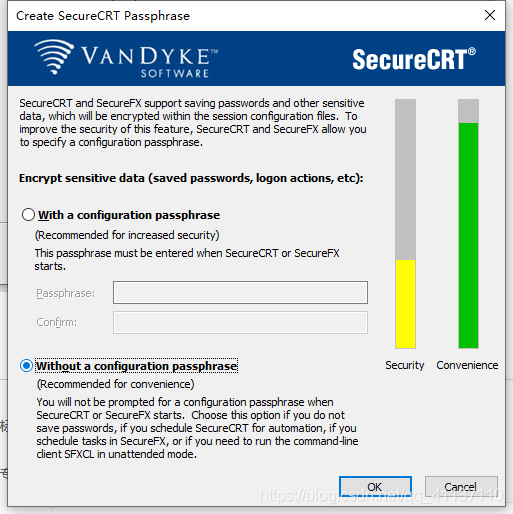 Create SecureCRT Passphrase
VANDYKE™
SOFTWARE
SecureCRT®
SecureCRT and SecureFX support saving passwords and other sensitive
data, which will be encrypted within the session configuration files. To
improve the security of this feature, SecureCRT and SecureFX allow you
to specify a configuration passphrase.
Encrypt sensitive data (saved passwords, logon actions, etc):
With a configuration passphrase
(Recommended for increased security)
This passphrase must be entered when SecureCRT or SecureFX
starts.
Passphrase:
Confirm:
Security
Convenience
Without a configuration passphrase
(Recommended for convenience)
You will not be prompted for a configuration passphrase when
SecureCRT or SecureFX starts. Choose this option if you do not
save passwords, if you schedule SecureCRT for automation, if you
schedule tasks in SecureFX, or if you need to run the command-line
client SFXCL in unattended mode.
OK
Cancel